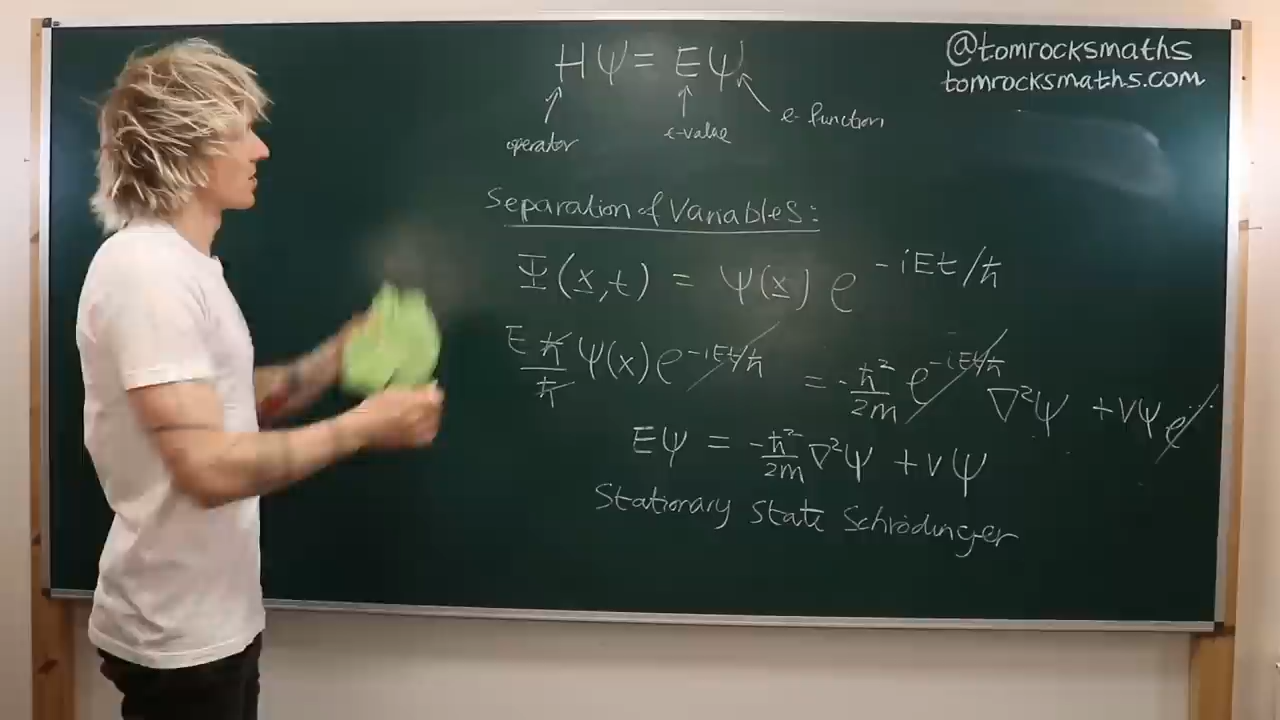 HΨ = EΨ
operator
e-value
e-function
@tomrocksmaths
tomrocksmaths.com
Separation of Variables:
Ψ(x,t) = ψ(x) e^{-iEt/ħ}
Eħ/ħ ψ(x) e^{-iEt/ħ} = -ħ²/2m e^{-iEt/ħ} ∇²ψ + Vψ e^{...}
Eψ = -ħ²/2m ∇²ψ + Vψ
Stationary State Schrödinger